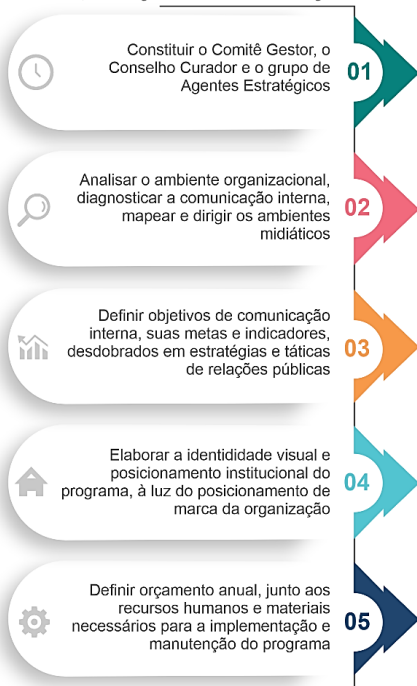 Constituir o Comitê Gestor, o
Conselho Curador e o grupo de
Agentes Estratégicos
01
Analisar o ambiente organizacional,
diagnosticar a comunicação interna,
mapear e dirigir os ambientes
midiáticos
02
Definir objetivos de comunicação
interna, suas metas e indicadores,
desdobrados em estratégias e táticas
de relações públicas
03
Elaborar a identididade visual e
posicionamento institucional do
programa, à luz do posicionamento de
marca da organização
04
Definir orçamento anual, junto aos
recursos humanos e materiais
necessários para a implementação e
manutenção do programa
05